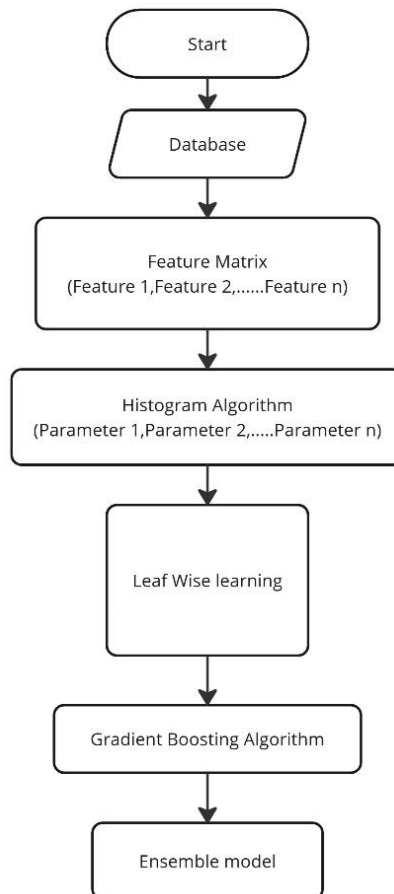 Start
Database
Feature Matrix
(Feature 1,Feature 2,......Feature n)
Histogram Algorithm
(Parameter 1,Parameter 2,.....Parameter n)
Leaf Wise learning
Gradient Boosting Algorithm
Ensemble model